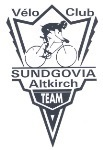 Vélo Club
SUNDGOVIA
Altkirch
TEAM